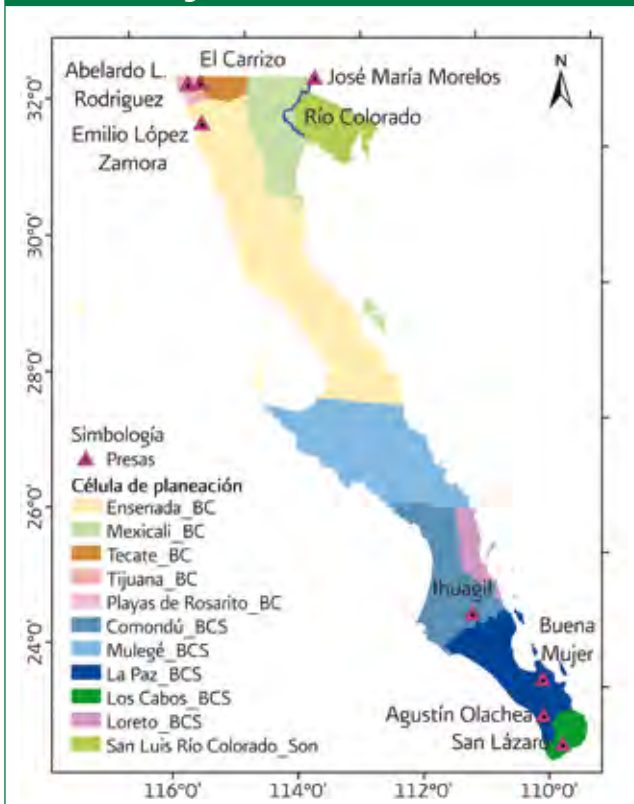 El Carrizo
Abelardo L.
Rodriguez
José María Morelos
N
Río Colorado
Emilio López
Zamora
32°0'
30°0'
28°0'
26°0'
24°0'
Simbología
Presas
Célula de planeación
Ensenada_BC
Mexicali_BC
Tecate_BC
Tijuana_BC
Playas de Rosarito_BC
Comondú_BCS
Mulegé_BCS
La Paz_BCS
Los Cabos_BCS
Loreto_BCS
San Luis Río Colorado_Son
Ihuagil
Buena
Mujer
Agustín Olachea
San Lázaro
116°0'
114°0'
112°0'
110°0'